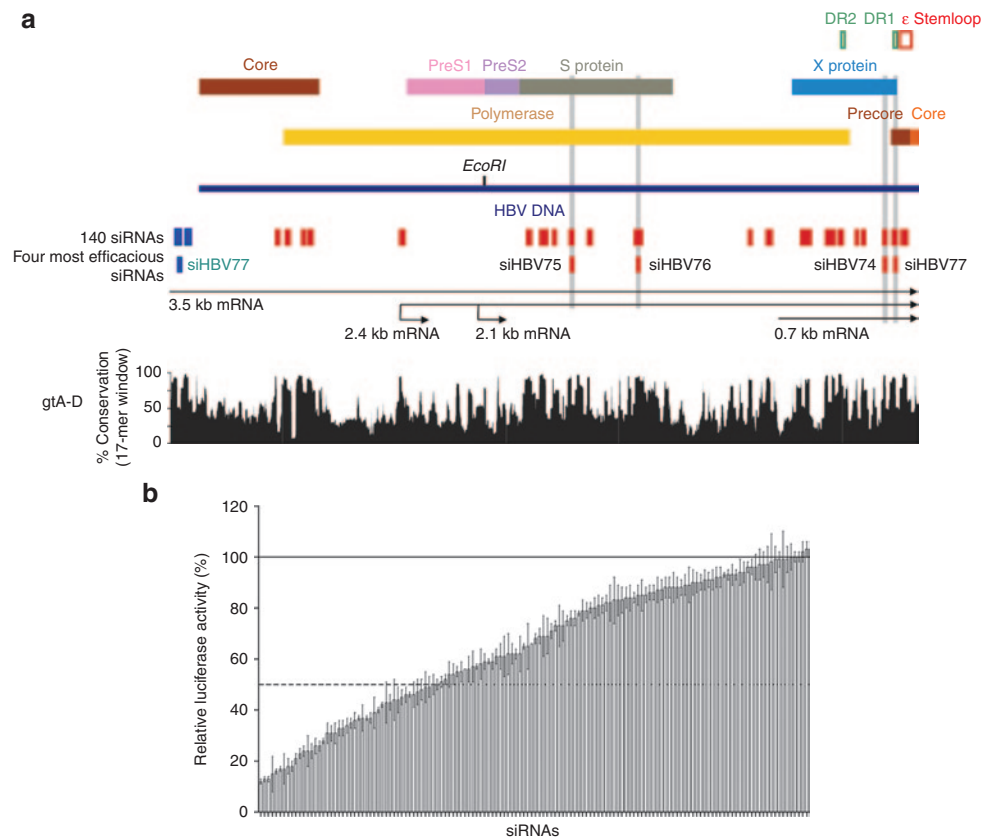 a
DR2 DR1 ε Stemloop
Core PreS1 PreS2 S protein X protein
Polymerase Precore Core
EcoRI
HBV DNA
140 siRNAs
Four most efficacious
siRNAs
siHBV77 siHBV75 siHBV76 siHBV74 siHBV77
3.5 kb mRNA
2.4 kb mRNA 2.1 kb mRNA 0.7 kb mRNA
gtA-D
% Conservation
(17-mer window)
100
50
0
b
Relative luciferase activity (%)
120
100
80
60
40
20
0
siRNAs